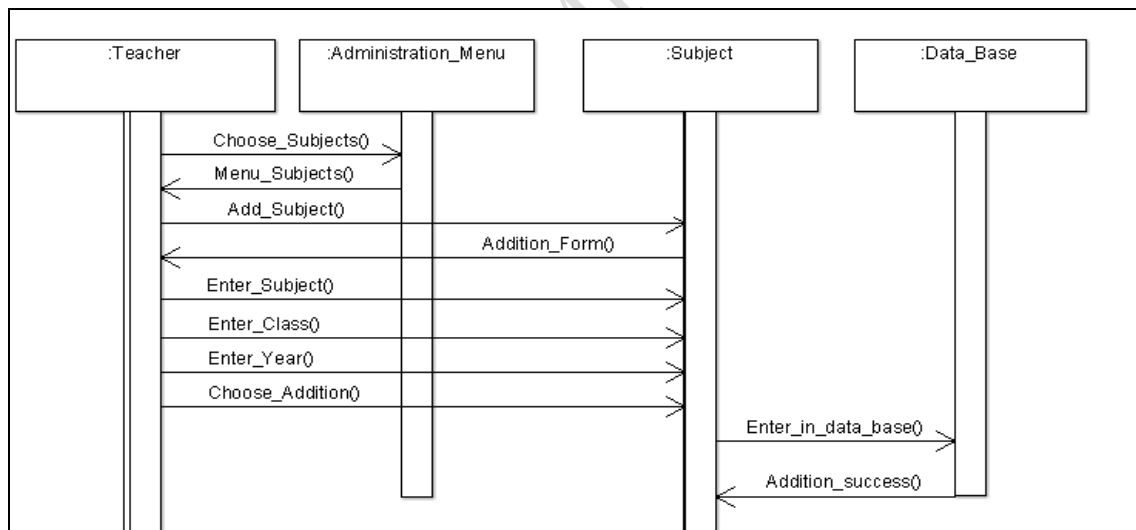 :Teacher
:Administration_Menu
:Subject
:Data_Base
Choose_Subjects()
Menu_Subjects()
Add_Subject()
Addition_Form()
Enter_Subject()
Enter_Class()
Enter_Year()
Choose_Addition()
Enter_in_data_base()
Addition_success()